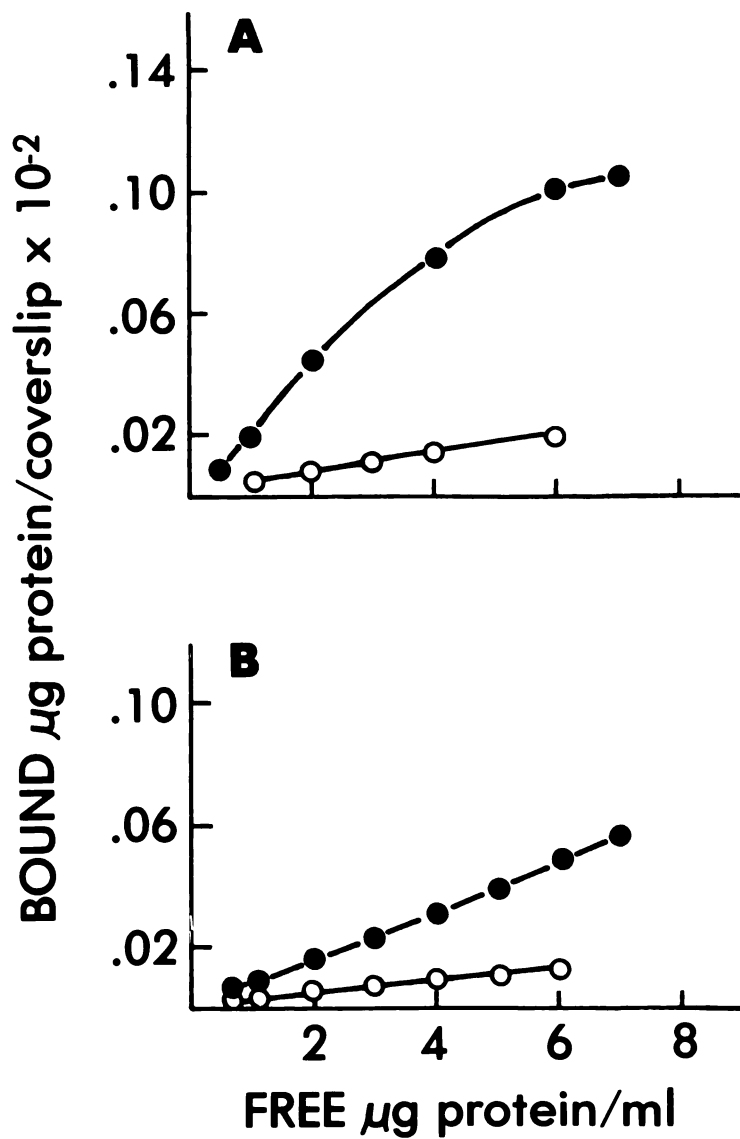 A
.14
.10
.06
.02
BOUND µg protein/coverslip x 10-2
B
.10
.06
.02
2 4 6 8
FREE µg protein/ml